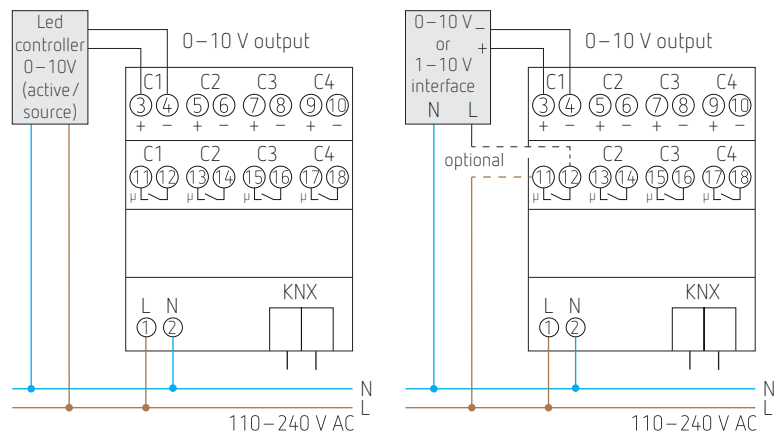 Led
controller
0–10V
(active/
source)
0–10 V output
C1 C2 C3 C4
3 4 5 6 7 8 9 10
+ – + – + – + –
C1 C2 C3 C4
11 12 13 14 15 16 17 18
µ µ µ µ
KNX
L N
1 2
N
L
110–240 V AC
0–10 V –
or +
1–10 V
interface
N L
0–10 V output
C1 C2 C3 C4
3 4 5 6 7 8 9 10
+ – + – + – + –
optional
C2 C3 C4
11 12 13 14 15 16 17 18
µ µ µ µ
KNX
L N
1 2
N
L
110–240 V AC